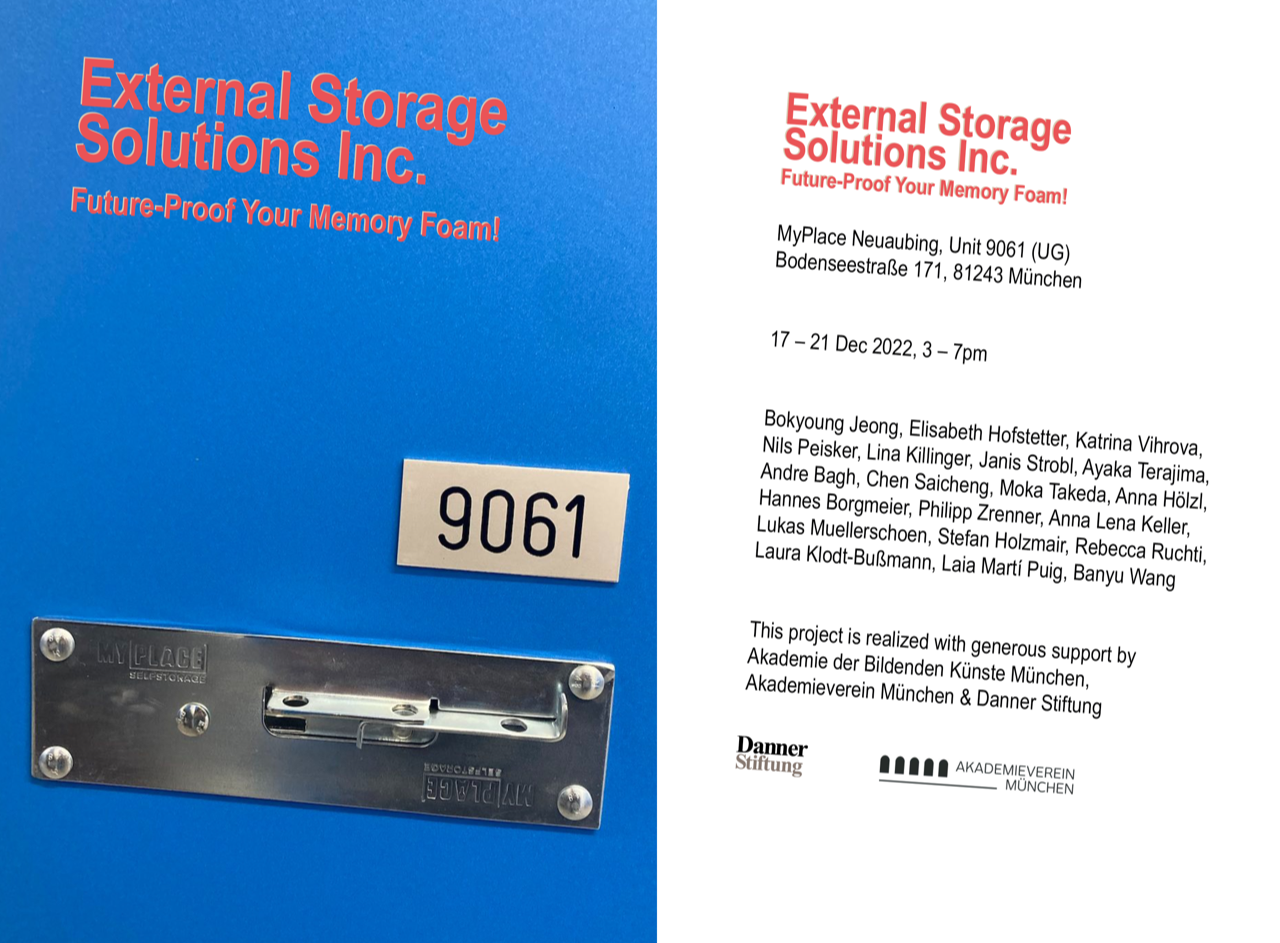 External Storage
Solutions Inc.
Future-Proof Your Memory Foam!
9061
MY PLACE
SELFSTORAGE
MY PLACE
SELFSTORAGE
External Storage
Solutions Inc.
Future-Proof Your Memory Foam!
MyPlace Neuaubing, Unit 9061 (UG)
Bodenseestraße 171, 81243 München
17 – 21 Dec 2022, 3 – 7pm
Bokyoung Jeong, Elisabeth Hofstetter, Katrina Vihrova,
Nils Peisker, Lina Killinger, Janis Strobl, Ayaka Terajima,
Andre Bagh, Chen Saicheng, Moka Takeda, Anna Hölzl,
Hannes Borgmeier, Philipp Zrenner, Anna Lena Keller,
Lukas Muellerschoen, Stefan Holzmair, Rebecca Ruchti,
Laura Klodt-Bußmann, Laia Martí Puig, Banyu Wang
This project is realized with generous support by
Akademie der Bildenden Künste München,
Akademieverein München & Danner Stiftung
Danner
Stiftung
AKADEMIEVEREIN
MÜNCHEN